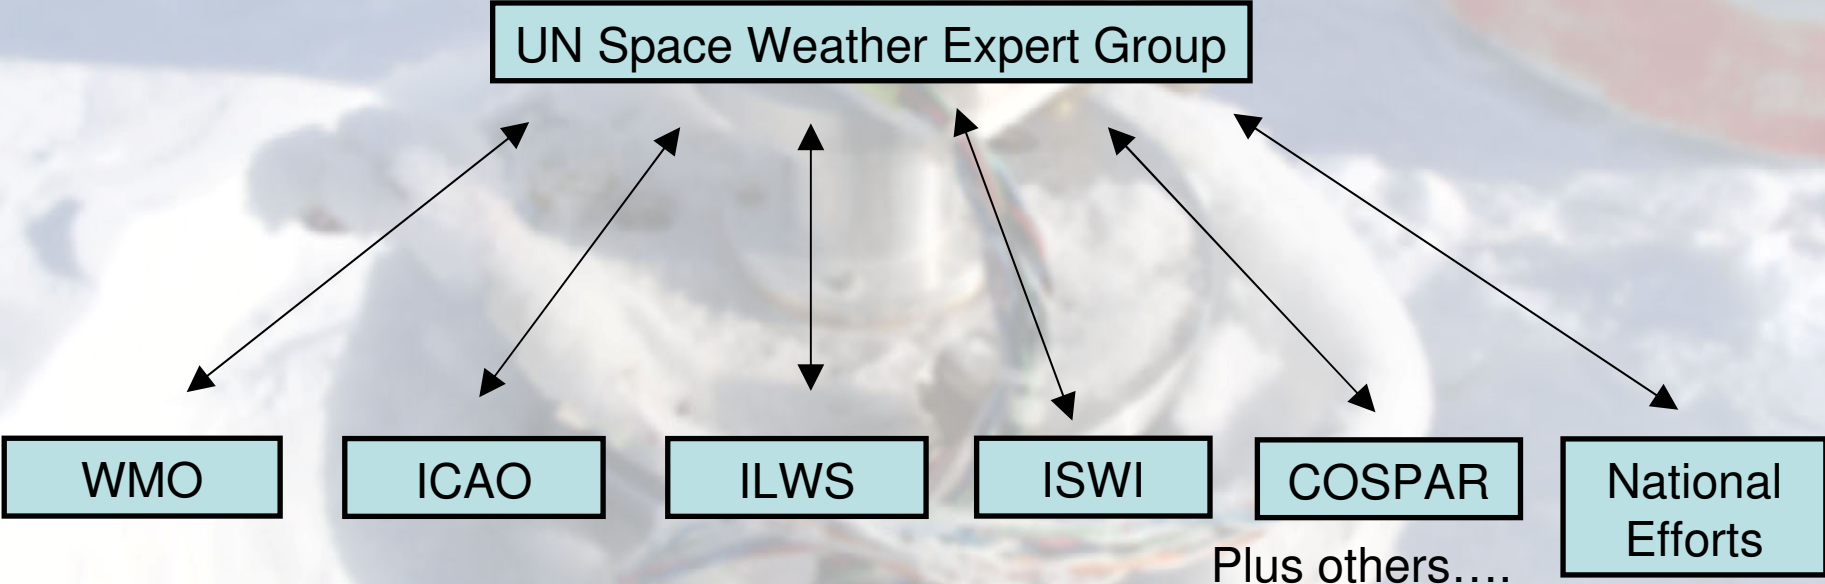 UN Space Weather Expert Group
WMO
ICAO
ILWS
ISWI
COSPAR
National
Efforts
Plus others….